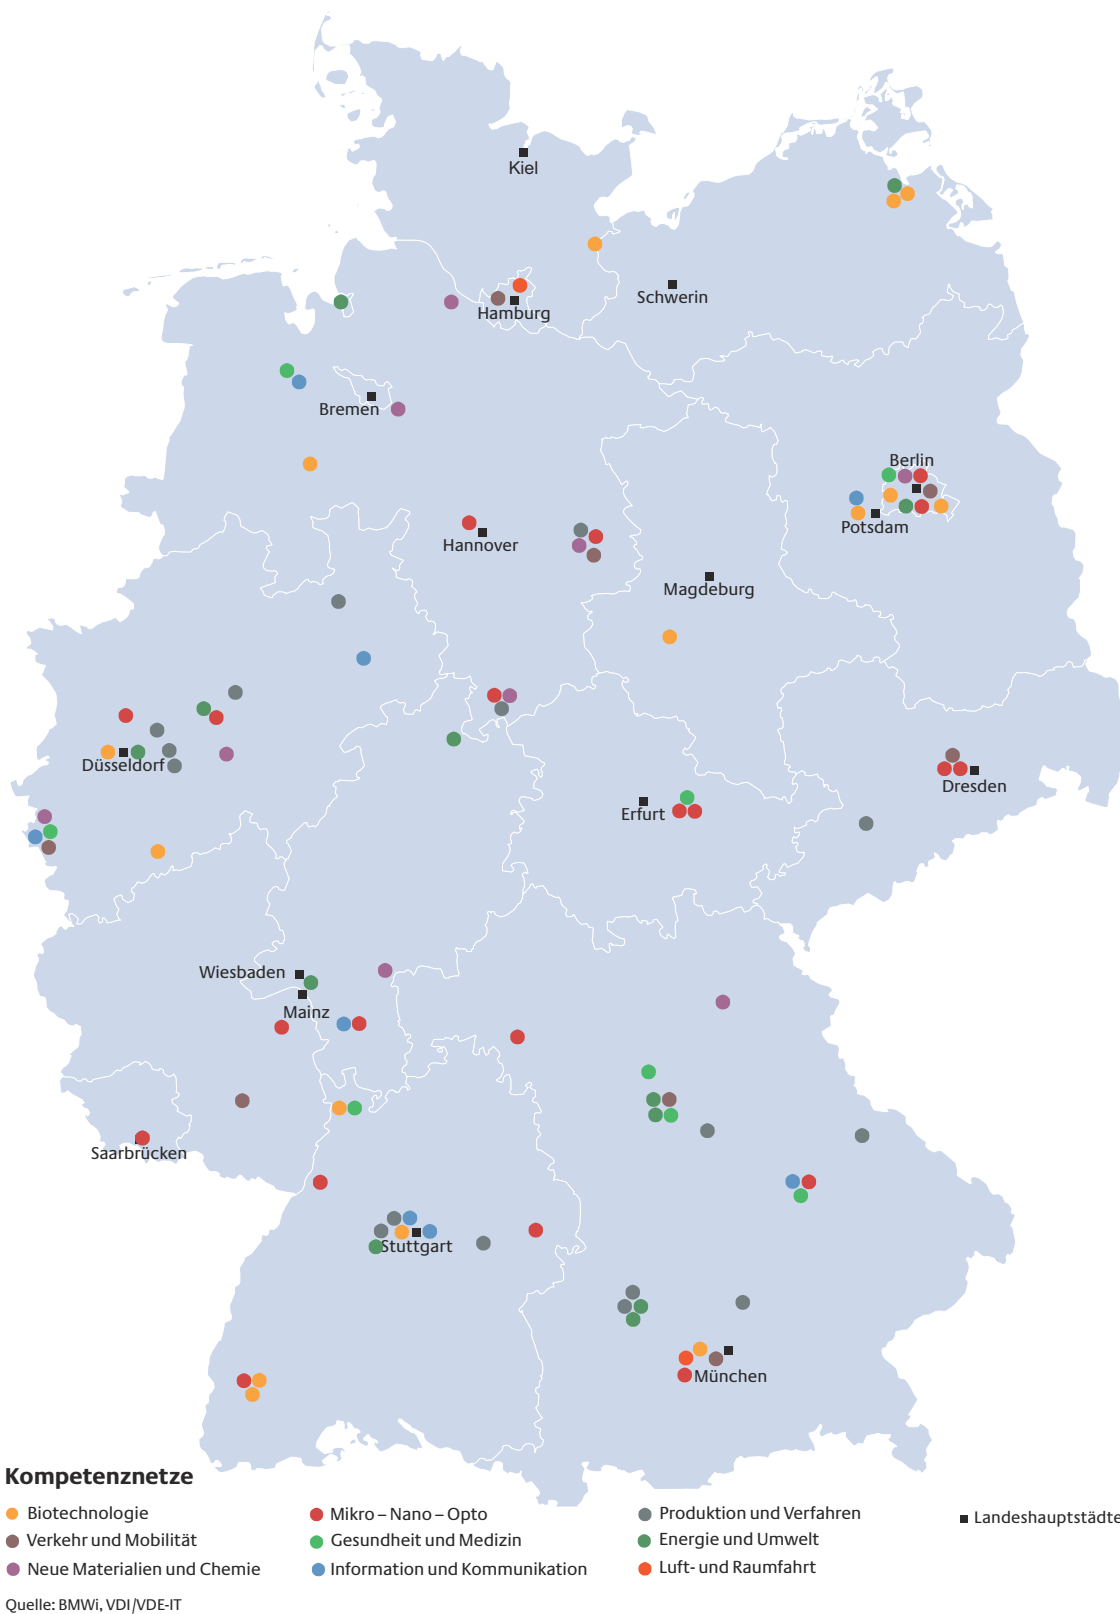 Kiel
Schwerin
Hamburg
Bremen
Berlin
Potsdam
Hannover
Magdeburg
Düsseldorf
Dresden
Erfurt
Wiesbaden
Mainz
Saarbrücken
Stuttgart
München
Kompetenznetze
Biotechnologie
Mikro – Nano – Opto
Produktion und Verfahren
Landeshauptstädte
Verkehr und Mobilität
Gesundheit und Medizin
Energie und Umwelt
Neue Materialien und Chemie
Information und Kommunikation
Luft- und Raumfahrt
Quelle: BMWi, VDI/VDE-IT